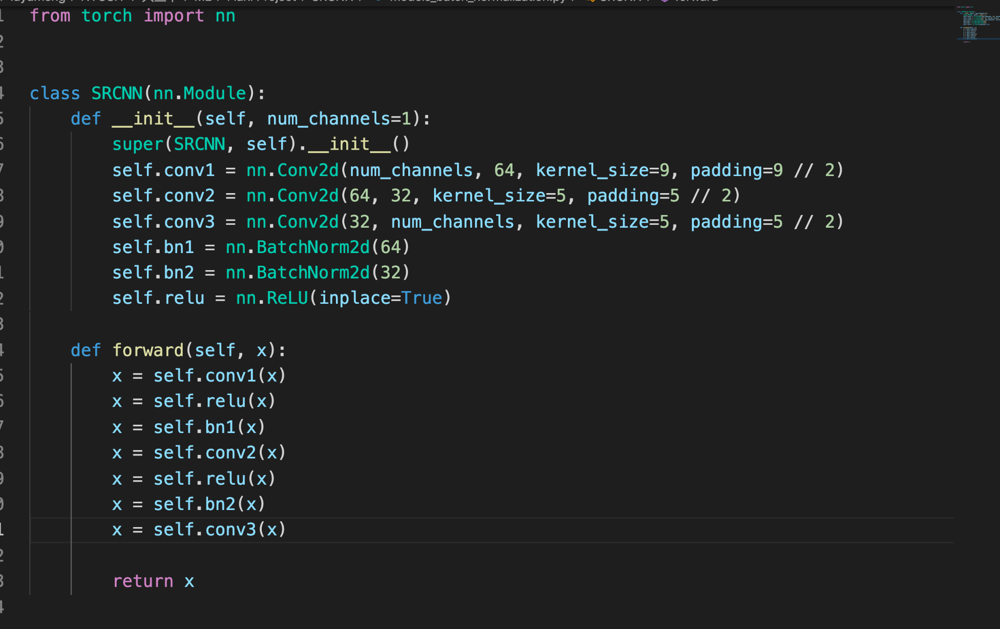 from torch import nn
class SRCNN(nn.Module):
    def __init__(self, num_channels=1):
        super(SRCNN, self).__init__()
        self.conv1 = nn.Conv2d(num_channels, 64, kernel_size=9, padding=9 // 2)
        self.conv2 = nn.Conv2d(64, 32, kernel_size=5, padding=5 // 2)
        self.conv3 = nn.Conv2d(32, num_channels, kernel_size=5, padding=5 // 2)
        self.bn1 = nn.BatchNorm2d(64)
        self.bn2 = nn.BatchNorm2d(32)
        self.relu = nn.ReLU(inplace=True)
    def forward(self, x):
        x = self.conv1(x)
        x = self.relu(x)
        x = self.bn1(x)
        x = self.conv2(x)
        x = self.relu(x)
        x = self.bn2(x)
        x = self.conv3(x)
        return x